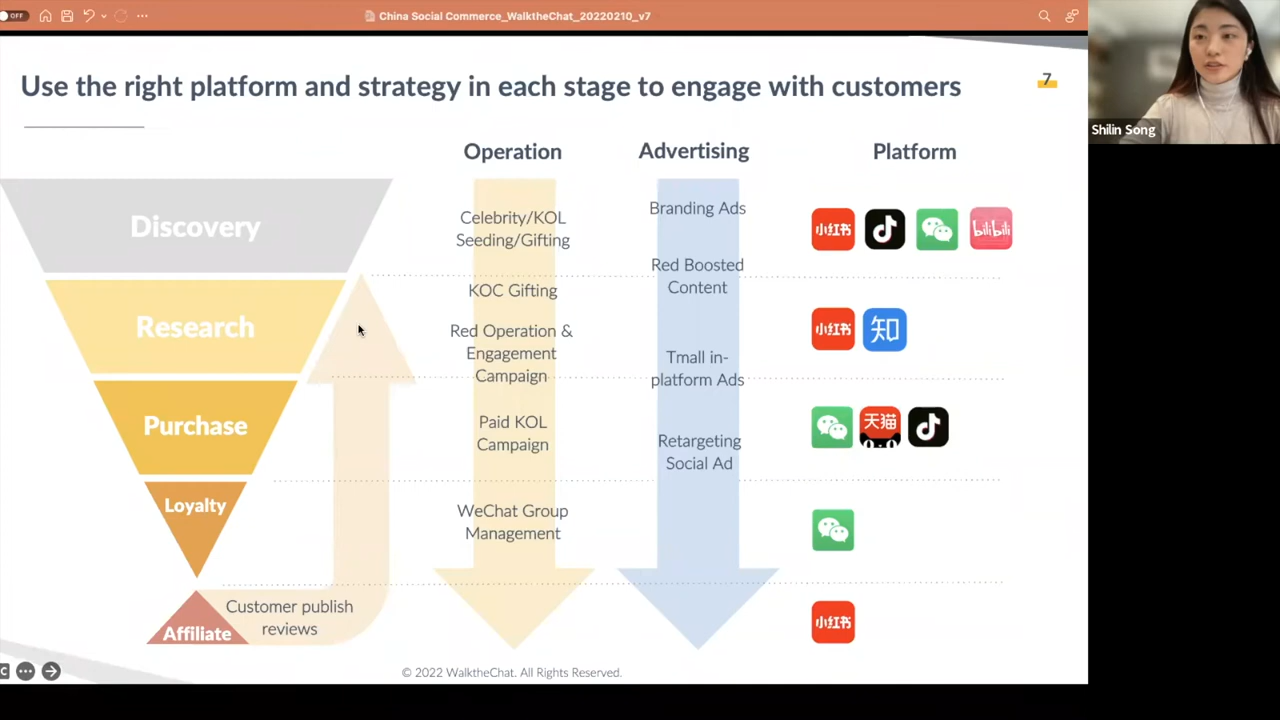 OFF
China Social Commerce_WalktheChat_20220210_v7
Use the right platform and strategy in each stage to engage with customers
7
Shilin Song
Operation
Advertising
Platform
Discovery
Celebrity/KOL
Seeding/Gifting
Branding Ads
小红书
bilibili
Red Boosted
Content
Research
KOC Gifting
Red Operation &
Engagement
Campaign
Tmall in-
platform Ads
小红书
知
Purchase
Paid KOL
Campaign
Retargeting
Social Ad
天猫
Loyalty
WeChat Group
Management
Affiliate
Customer publish
reviews
小红书
© 2022 WalktheChat. All Rights Reserved.